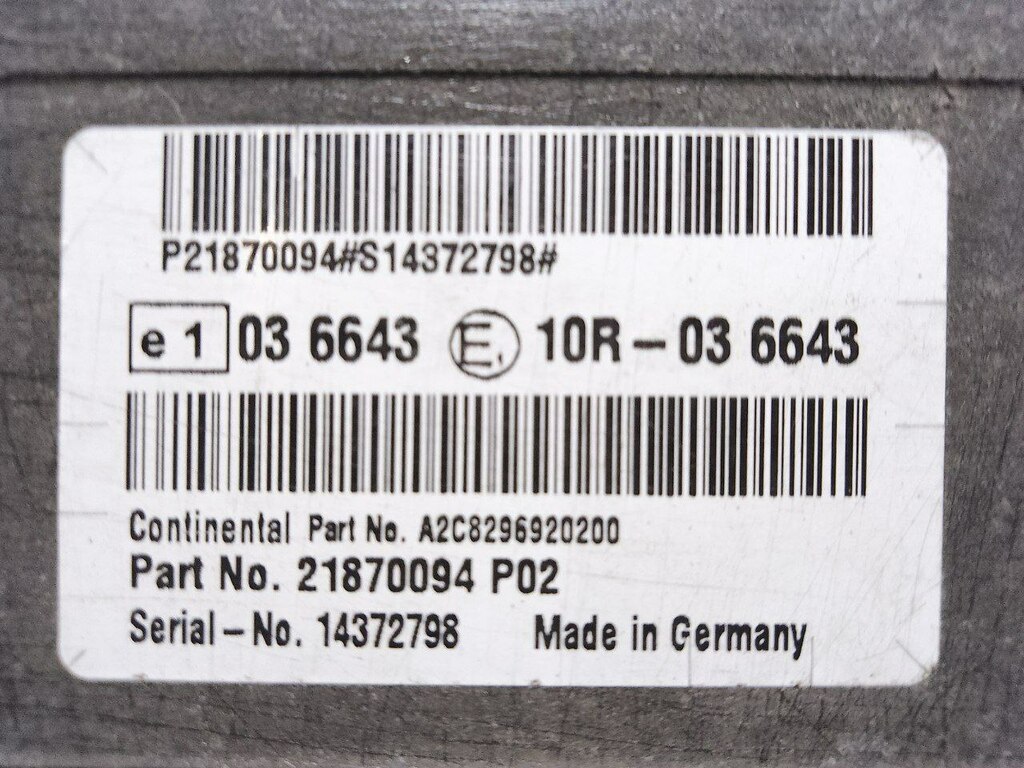 P21870094#S14372798#
e 1 03 6643 E1 10R – 03 6643
Continental Part No. A2C8296920200
Part No. 21870094 P02
Serial – No. 14372798 Made in Germany